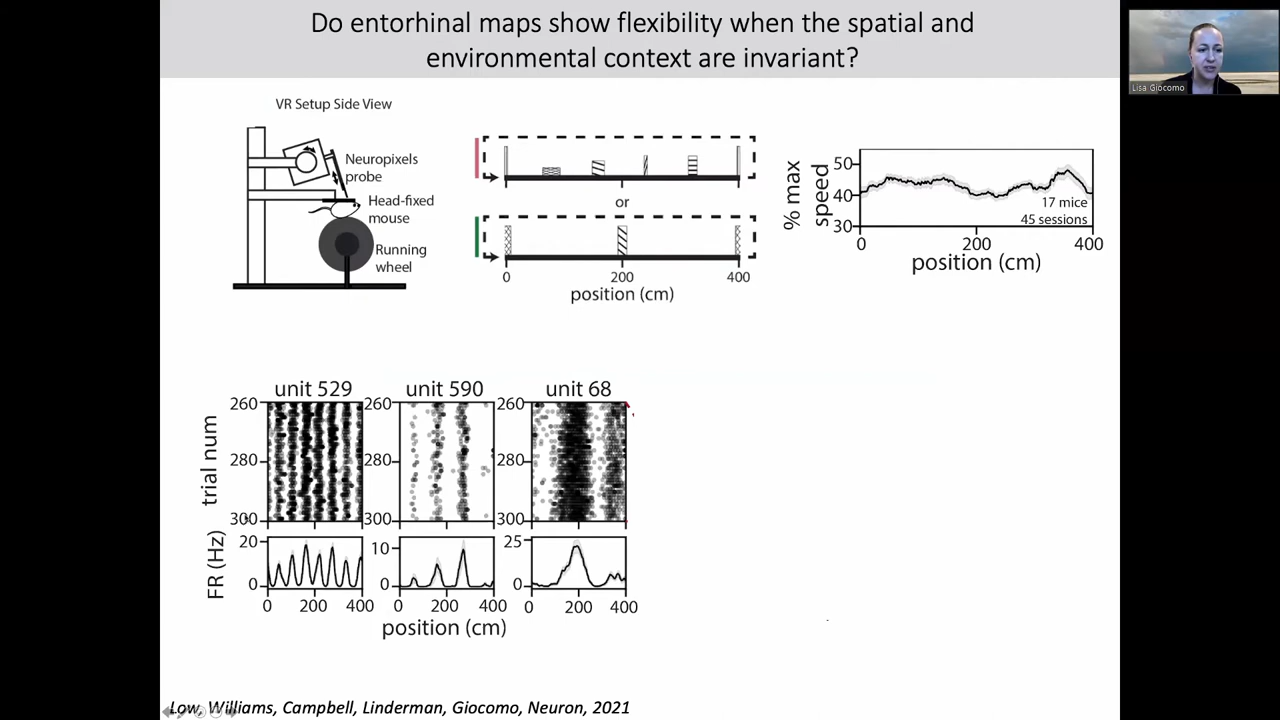 Do entorhinal maps show flexibility when the spatial and
environmental context are invariant?
Lisa Giocomo
VR Setup Side View
Neuropixels
probe
Head-fixed
mouse
Running
wheel
or
0 200 400
position (cm)
% max
speed
50
40
30
17 mice
45 sessions
0 200 400
position (cm)
unit 529 unit 590 unit 68
trial num
260 260 260
280 280 280
300 300 300
FR (Hz)
20 10 25
0 0 0
0 200 400 0 200 400 0 200 400
position (cm)
Low, Williams, Campbell, Linderman, Giocomo, Neuron, 2021